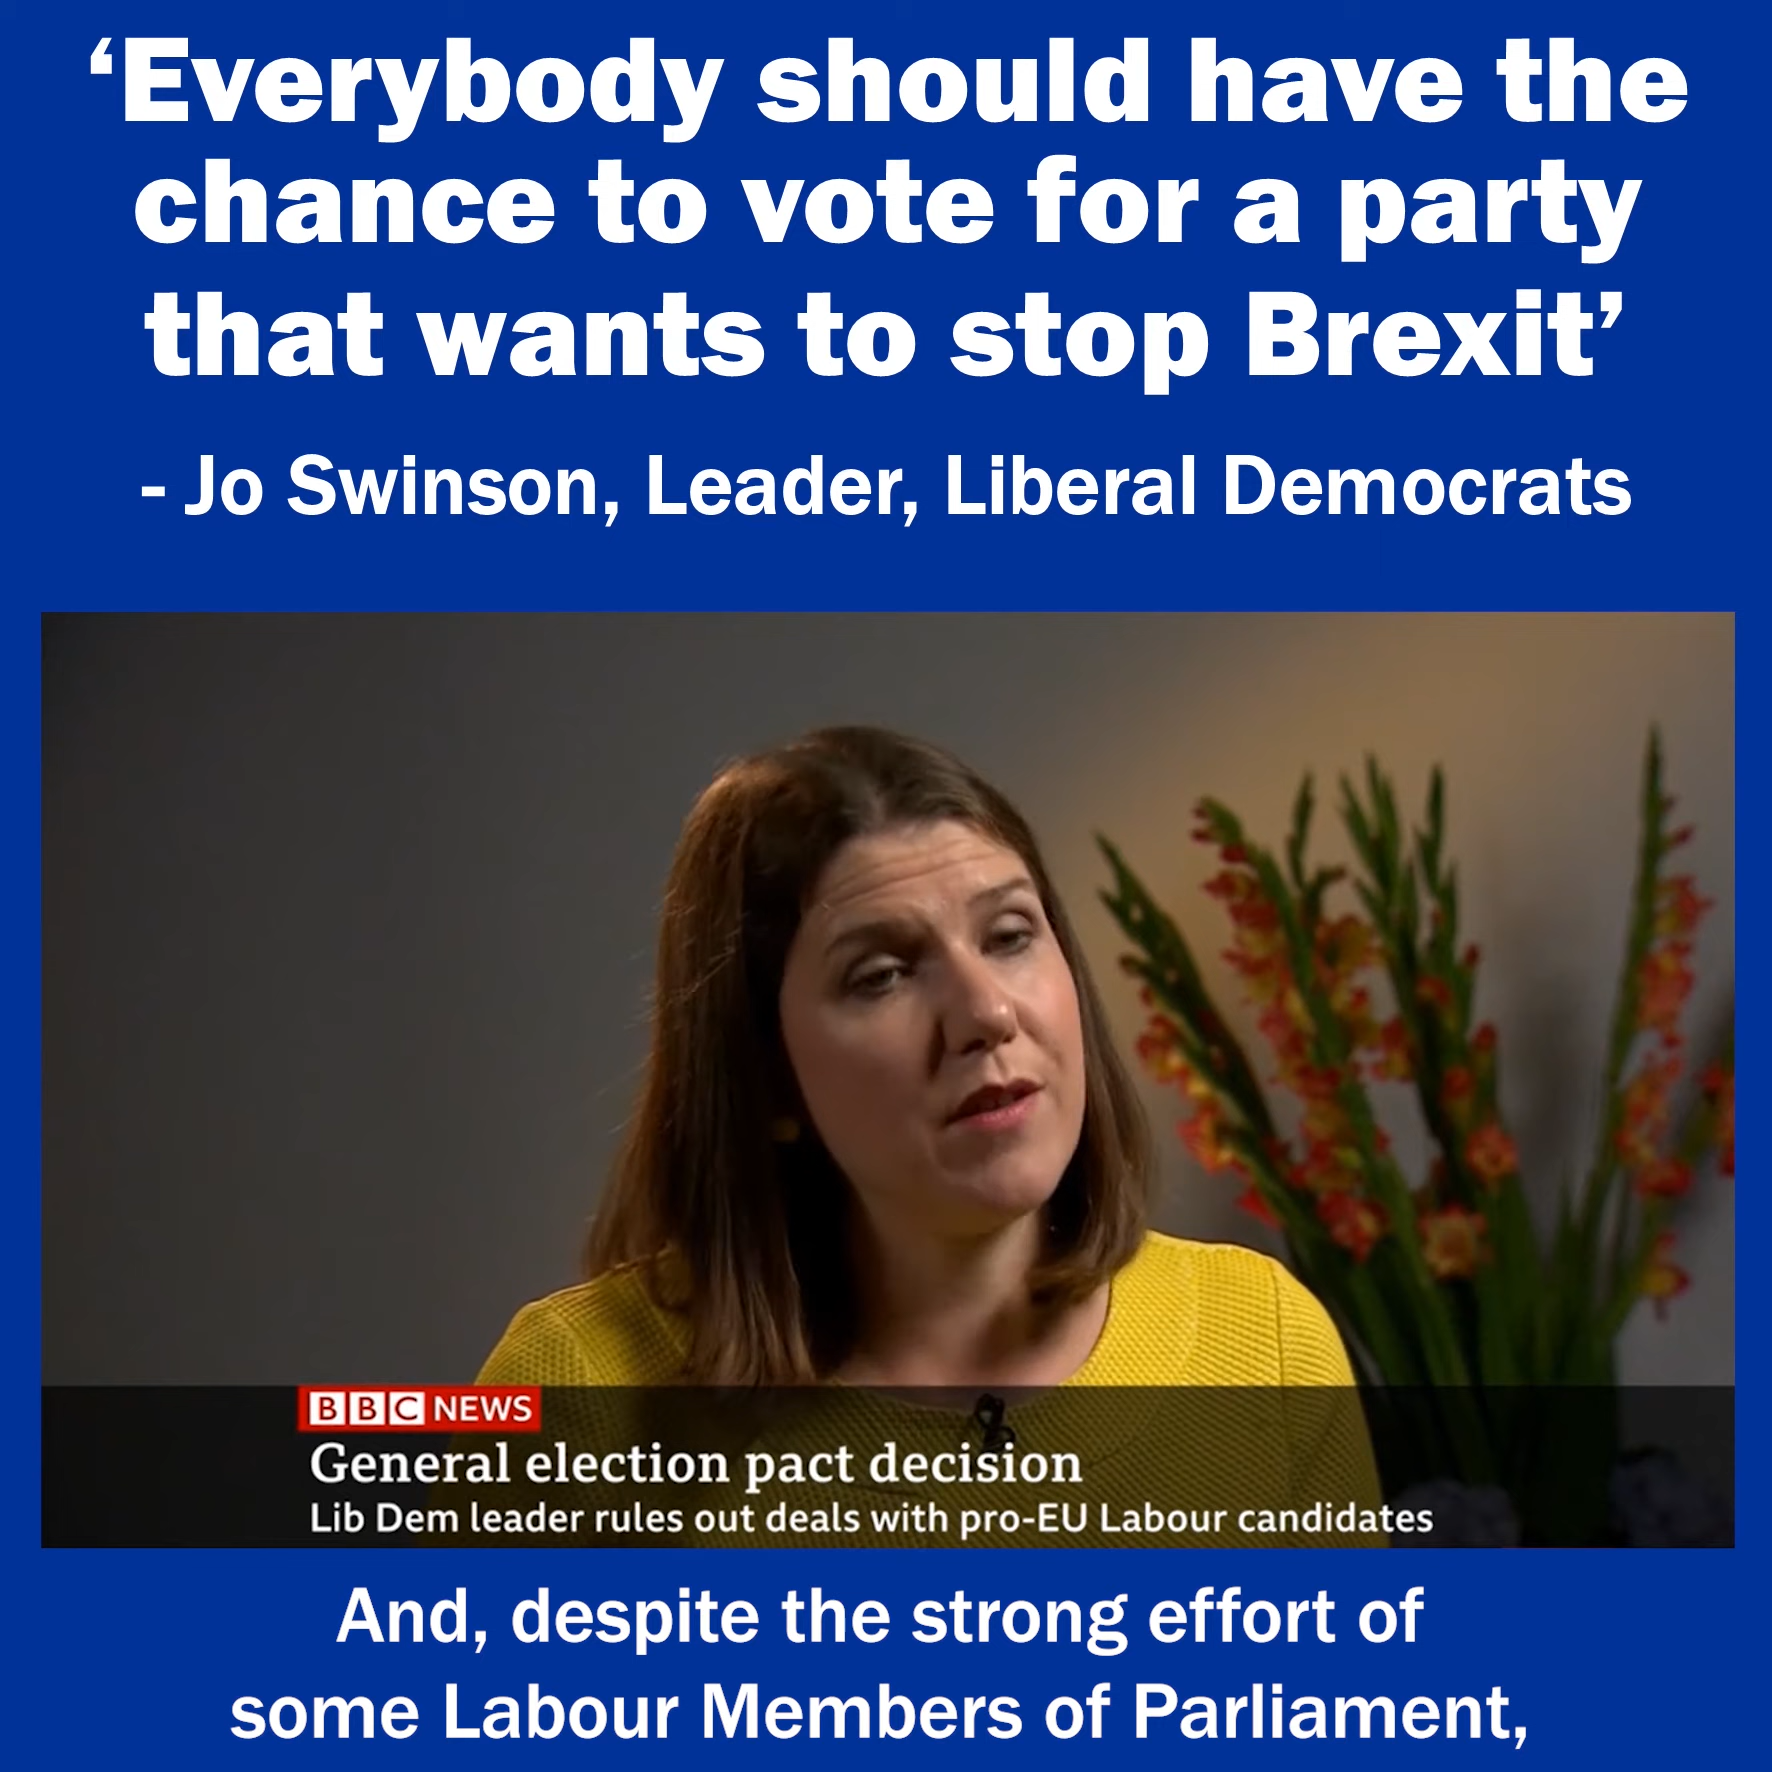 ‘Everybody should have the
chance to vote for a party
that wants to stop Brexit’
- Jo Swinson, Leader, Liberal Democrats
BBC NEWS
General election pact decision
Lib Dem leader rules out deals with pro-EU Labour candidates
And, despite the strong effort of
some Labour Members of Parliament,